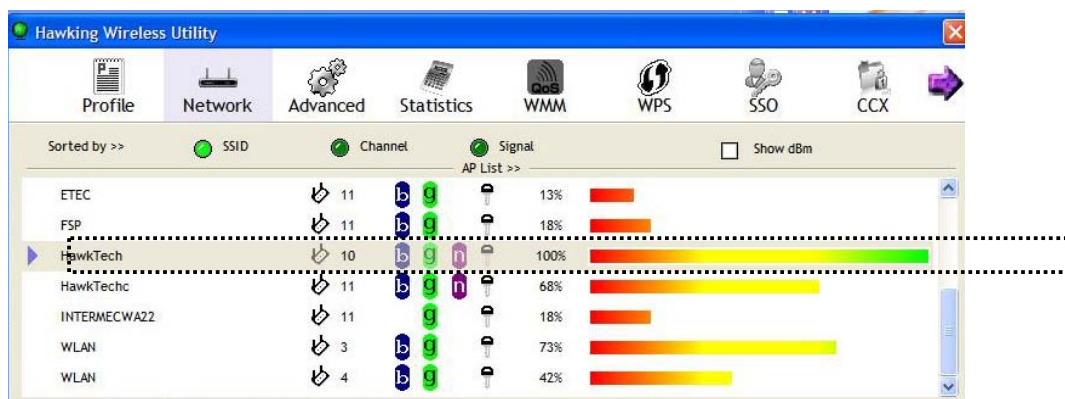 Hawking Wireless Utility
Profile Network Advanced Statistics WMM WPS SSO CCX
QoS
Sorted by >> SSID Channel Signal Show dBm
AP List >>
ETEC 11 b g 13%
FSP 11 b g 18%
HawkTech 10 b g n 100%
HawkTechc 11 b g n 68%
INTERMECWA22 11 g 18%
WLAN 3 b g 73%
WLAN 4 b g 42%